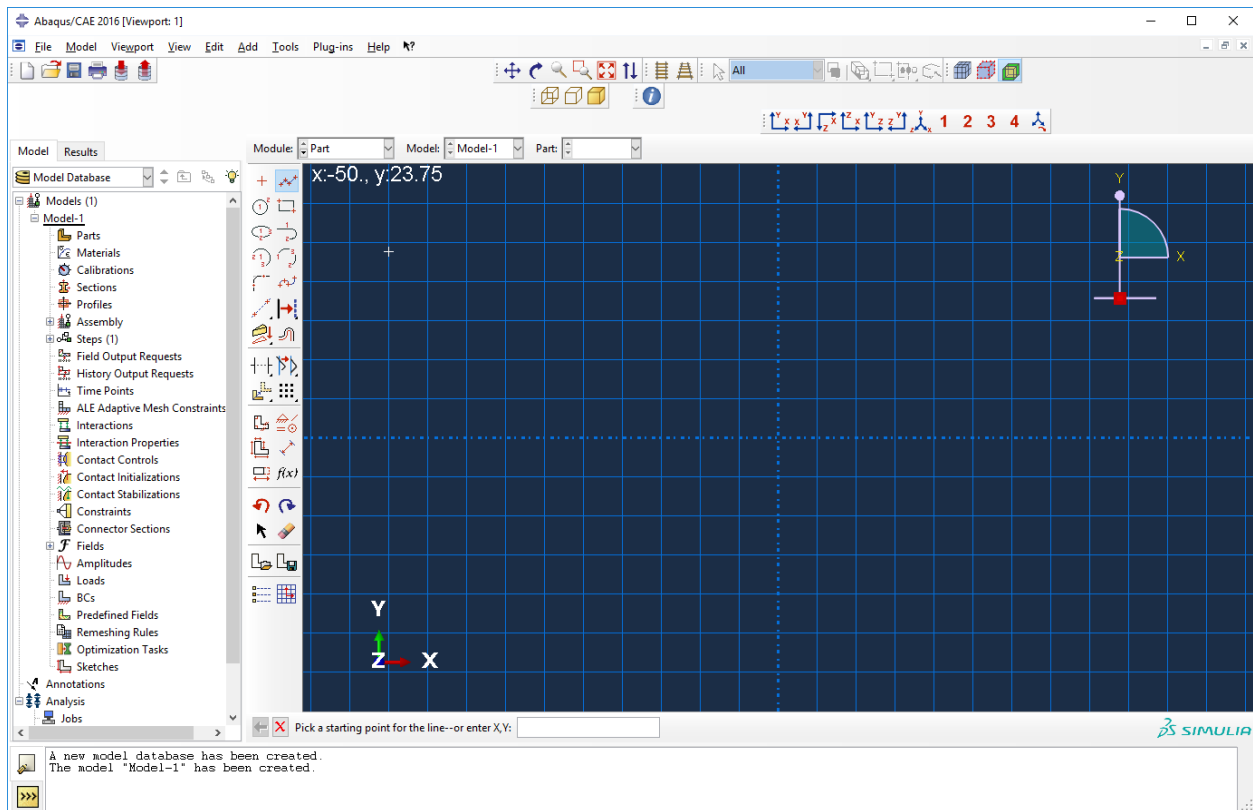 Abaqus/CAE 2016 [Viewport: 1]
File Model Viewport View Edit Add Tools Plug-ins Help ?
All
i
1 2 3 4
Model Results
Module: Part Model: Model-1 Part:
Model Database
x:-50., y:23.75
Models (1)
Model-1
Parts
Materials
Calibrations
Sections
Profiles
Assembly
Steps (1)
Field Output Requests
History Output Requests
Time Points
ALE Adaptive Mesh Constraints
Interactions
Interaction Properties
Contact Controls
Contact Initializations
Contact Stabilizations
Constraints
Connector Sections
Fields
Amplitudes
Loads
BCs
Predefined Fields
Remeshing Rules
Optimization Tasks
Sketches
Annotations
Analysis
Jobs
f(x)
Y
Z X
Y
Z X
Pick a starting point for the line--or enter X,Y:
SIMULIA
A new model database has been created.
The model "Model-1" has been created.
>>>